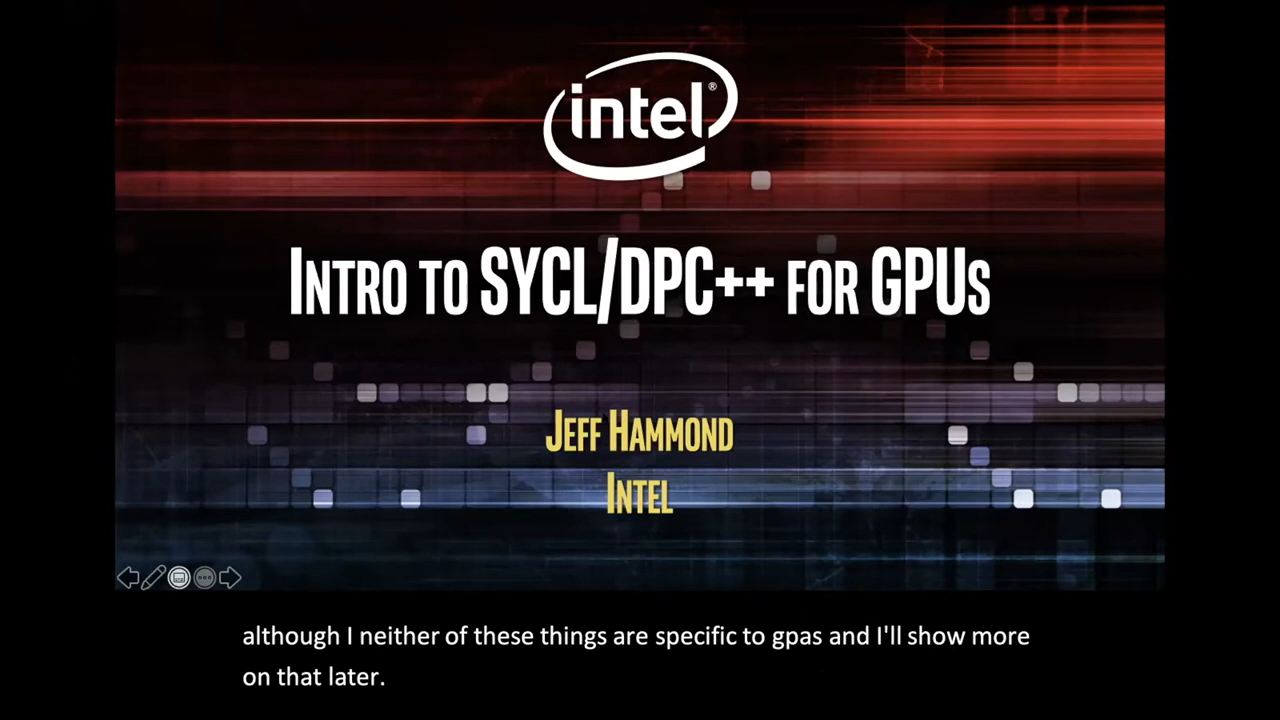 intel®
INTRO TO SYCL/DPC++ FOR GPUS
JEFF HAMMOND
INTEL
although I neither of these things are specific to gpas and I'll show more
on that later.